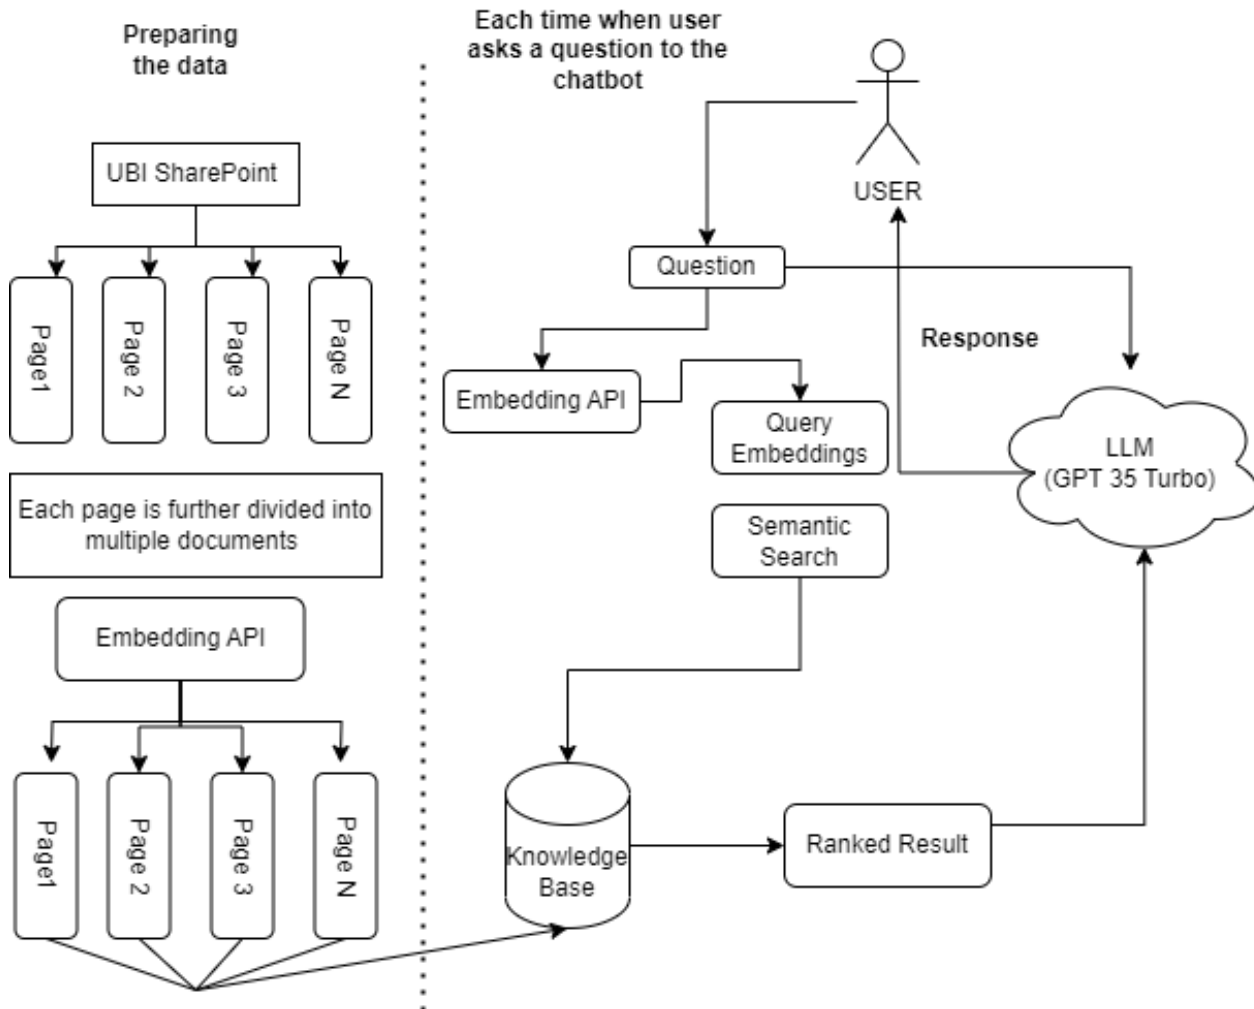 Preparing
the data
UBI SharePoint
Page1
Page 2
Page 3
Page N
Each page is further divided into
multiple documents
Embedding API
Page1
Page 2
Page 3
Page N
Each time when user
asks a question to the
chatbot
USER
Question
Response
Embedding API
Query
Embeddings
LLM
(GPT 35 Turbo)
Semantic
Search
Knowledge
Base
Ranked Result